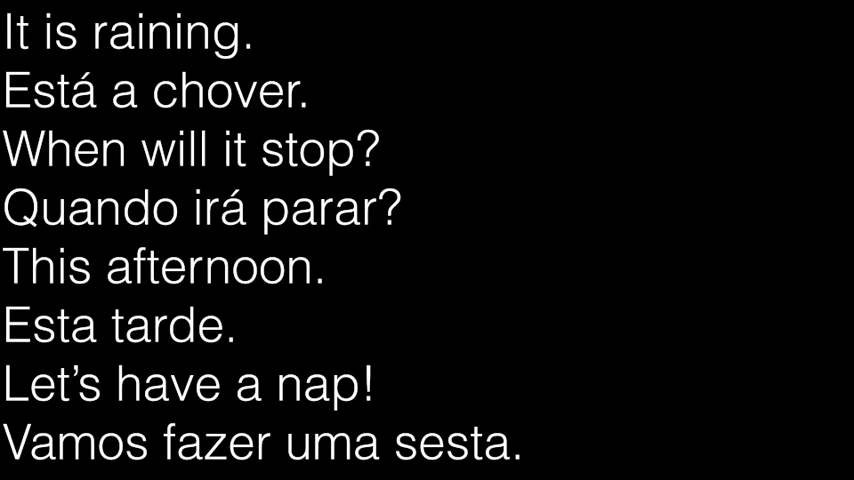 It is raining.
Está a chover.
When will it stop?
Quando irá parar?
This afternoon.
Esta tarde.
Let’s have a nap!
Vamos fazer uma sesta.